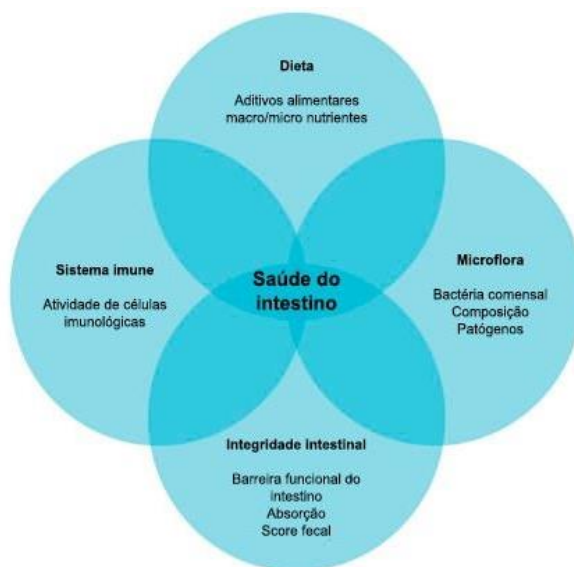 Dieta
Aditivos alimentares
macro/micro nutrientes
Sistema imune
Atividade de células
imunológicas
Saúde do
intestino
Microflora
Bactéria comensal
Composição
Patógenos
Integridade intestinal
Barreira funcional do
intestino
Absorção
Score fecal